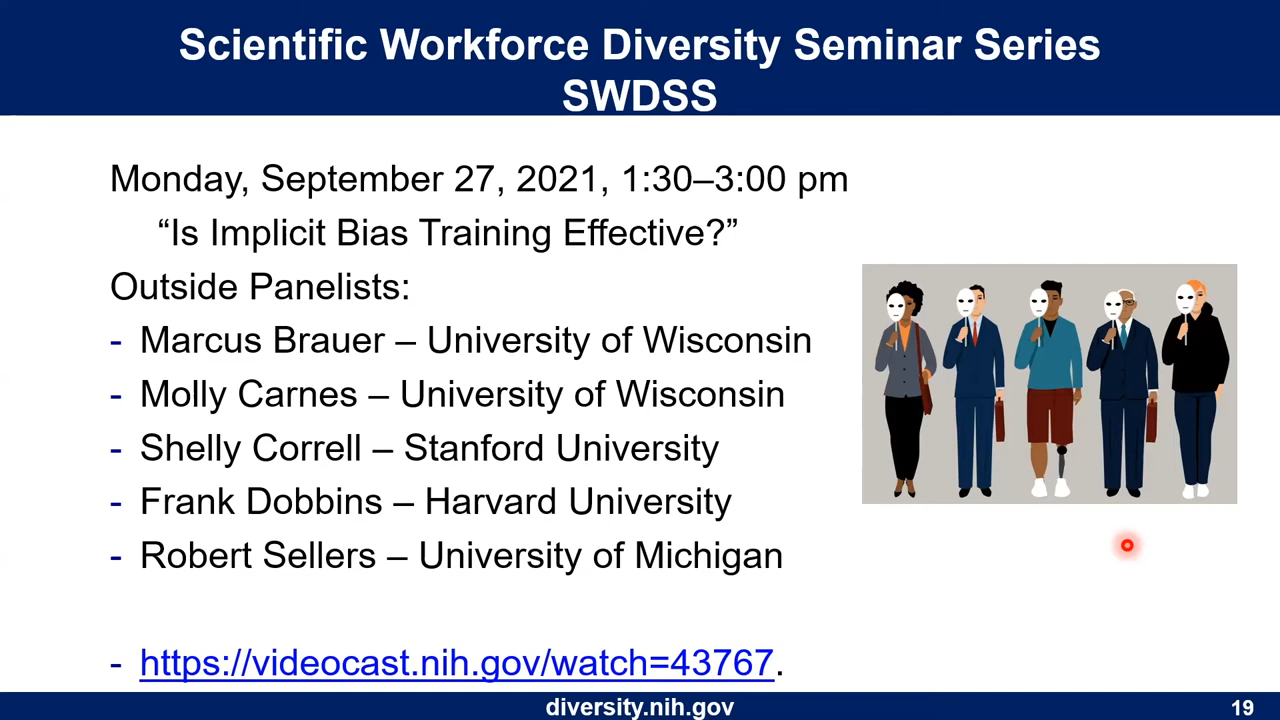 Scientific Workforce Diversity Seminar Series
SWDSS
Monday, September 27, 2021, 1:30–3:00 pm
“Is Implicit Bias Training Effective?”
Outside Panelists:
- Marcus Brauer – University of Wisconsin
- Molly Carnes – University of Wisconsin
- Shelly Correll – Stanford University
- Frank Dobbins – Harvard University
- Robert Sellers – University of Michigan
- https://videocast.nih.gov/watch=43767.
diversity.nih.gov
19